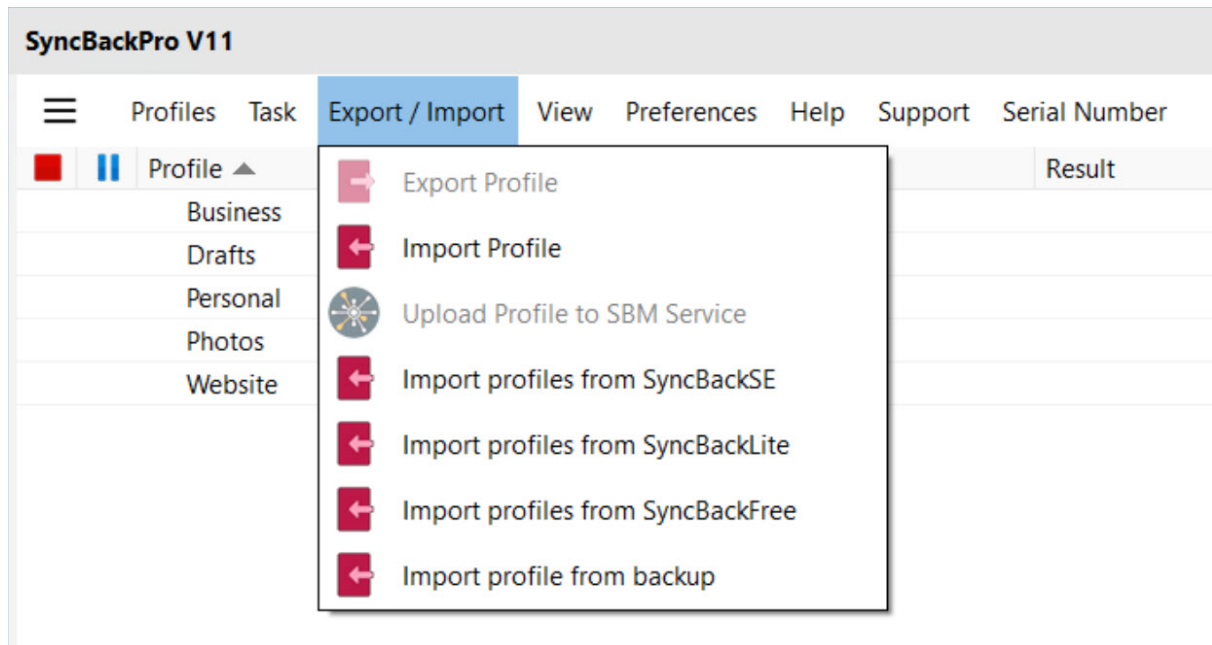 SyncBackPro V11
Profiles Task Export / Import View Preferences Help Support Serial Number
Profile Result
Business
Drafts
Personal
Photos
Website
Export Profile
Import Profile
Upload Profile to SBM Service
Import profiles from SyncBackSE
Import profiles from SyncBackLite
Import profiles from SyncBackFree
Import profile from backup